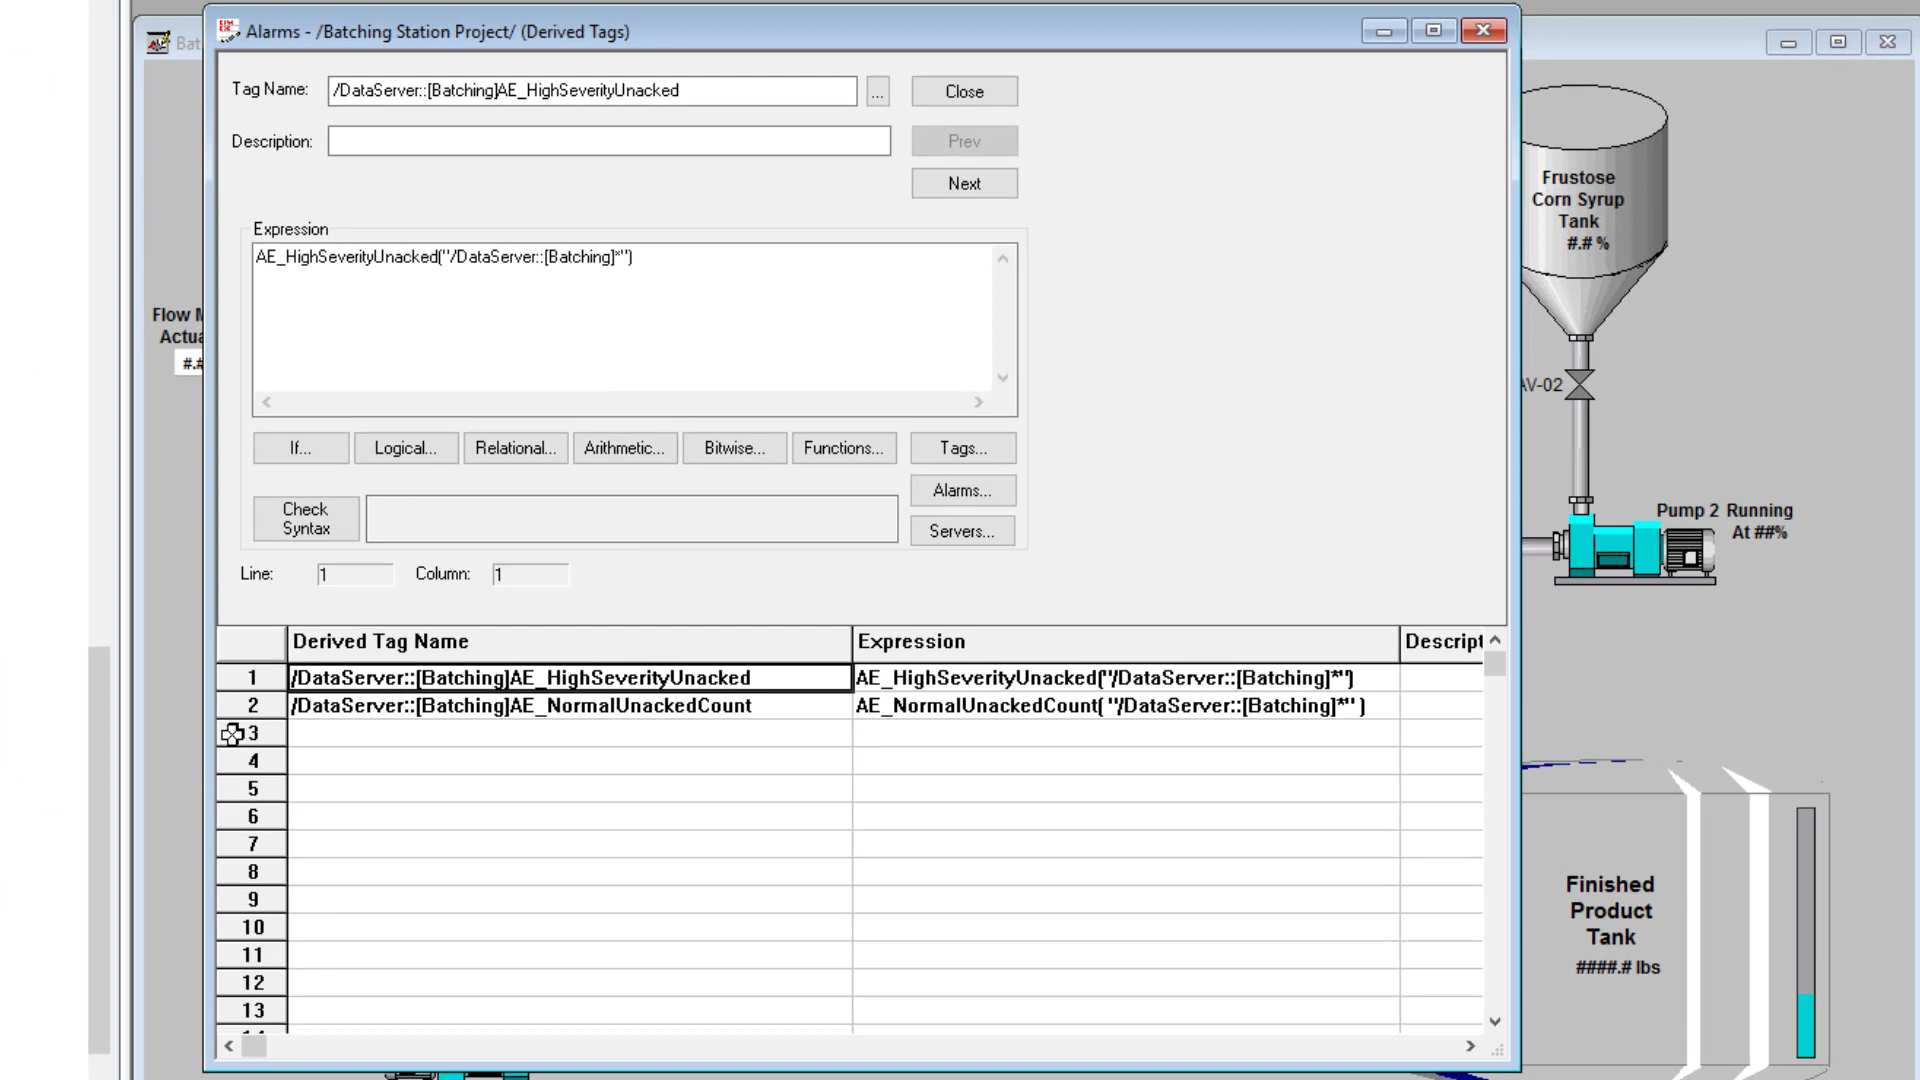 Bat
Alarms - /Batching Station Project/ (Derived Tags)
Tag Name:
/DataServer::[Batching]AE_HighSeverityUnacked
...
Close
Description:
Prev
Next
Expression
AE_HighSeverityUnacked("/DataServer::[Batching]*")
If...
Logical...
Relational...
Arithmetic...
Bitwise...
Functions...
Tags...
Alarms...
Check
Syntax
Servers...
Line:
1
Column:
1
Derived Tag Name
Expression
Descript
1
/DataServer::[Batching]AE_HighSeverityUnacked
AE_HighSeverityUnacked("/DataServer::[Batching]*")
2
/DataServer::[Batching]AE_NormalUnackedCount
AE_NormalUnackedCount( "/DataServer::[Batching]*" )
3
4
5
6
7
8
9
10
11
12
13
Flow M
Actua
#.#
Frustose
Corn Syrup
Tank
#.# %
AV-02
Pump 2 Running
At ##%
Finished
Product
Tank
####.# lbs